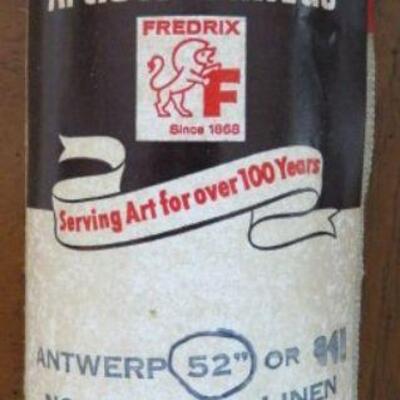 FREDRIX
F
Since 1868
Serving Art for over 100 Years
ANTWERP 52" OR
LINEN